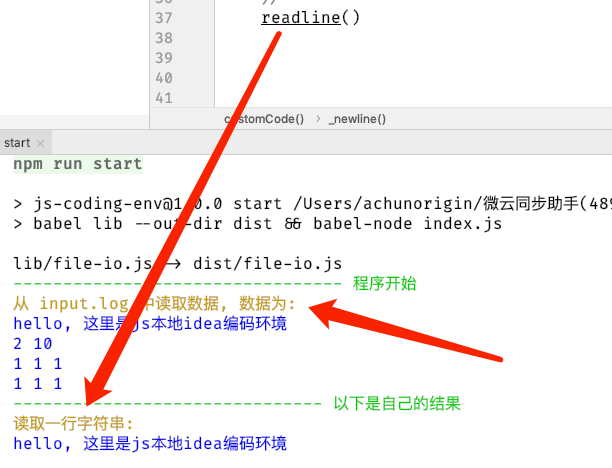 36
//
37
readline()
38
39
40
41
customCode() > _newline()
start ×
npm run start
> js-coding-env@1.0.0 start /Users/achunorigin/微云同步助手(489
> babel lib --out-dir dist && babel-node index.js
lib/file-io.js -> dist/file-io.js
-------------------------------- 程序开始
从 input.log 中读取数据, 数据为:
hello, 这里是js本地idea编码环境
2 10
1 1 1
1 1 1
------------------------------ 以下是自己的结果
读取一行字符串:
hello, 这里是js本地idea编码环境